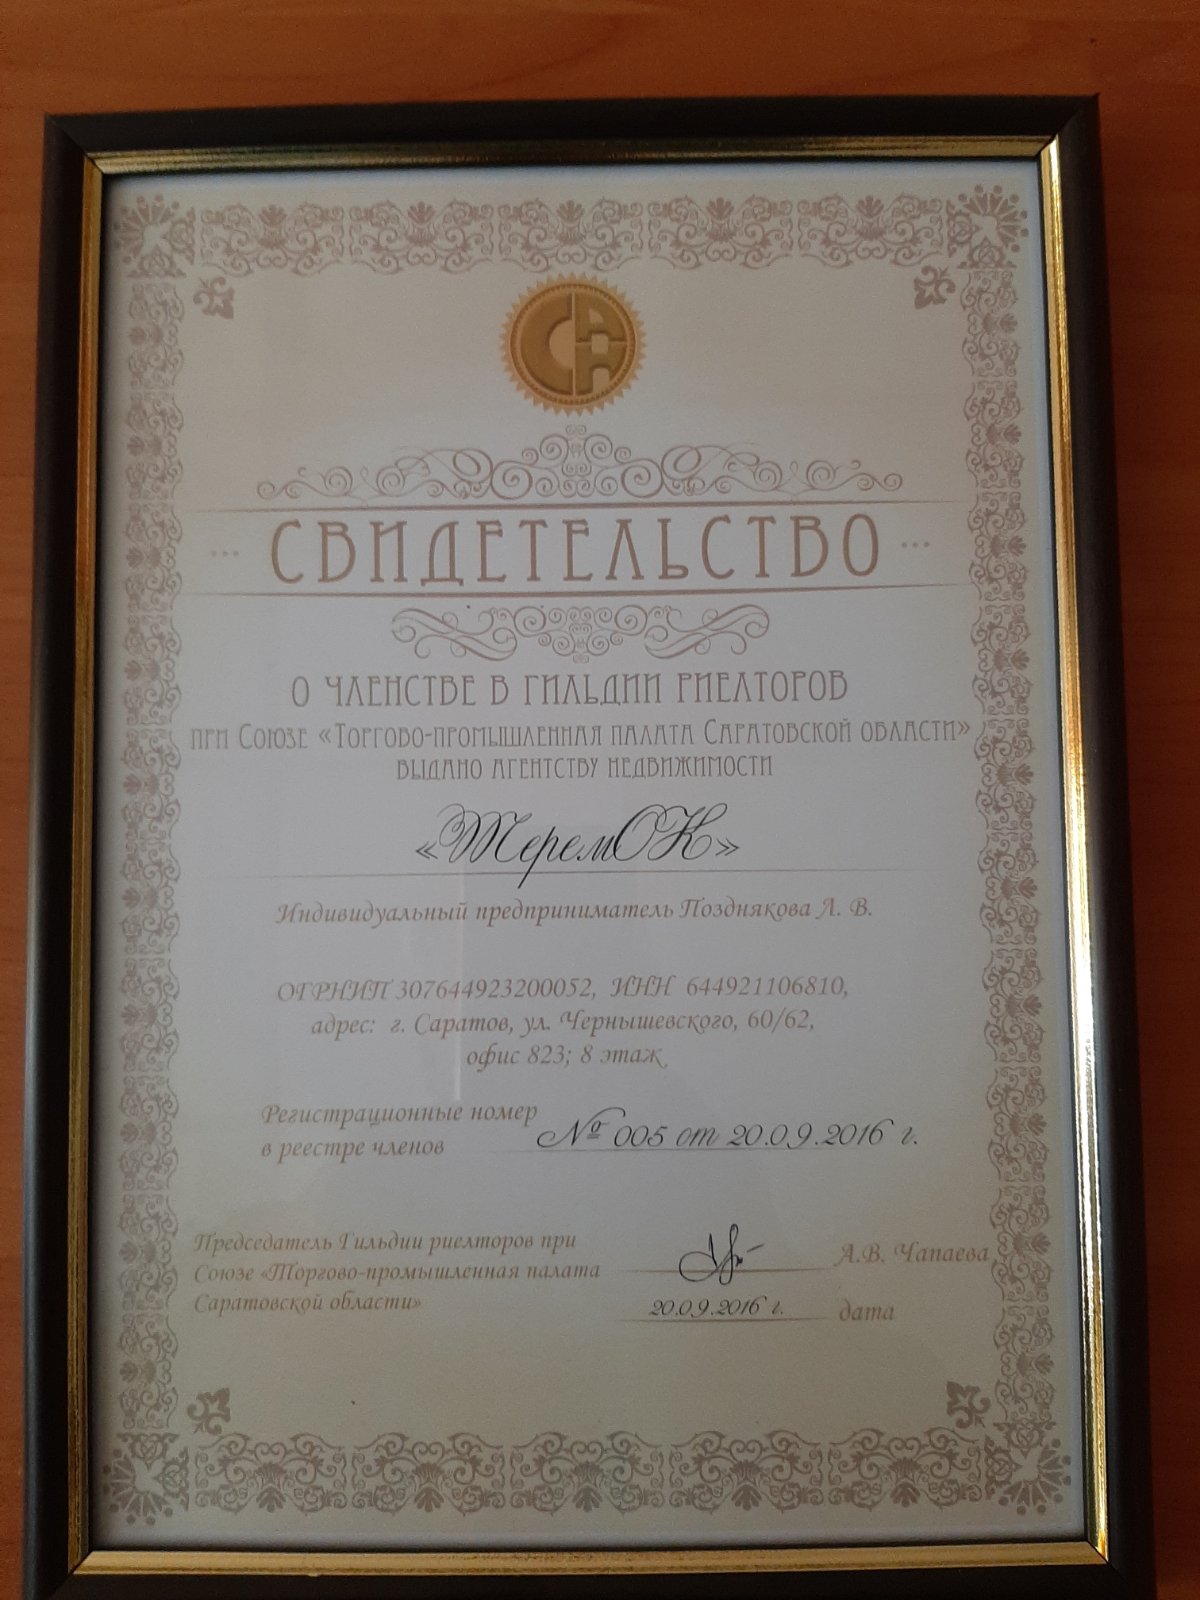 САН
СВИДЕТЕЛЬСТВО
О ЧЛЕНСТВЕ В ГИЛЬДИИ РИЕЛТОРОВ
ПРИ СОЮЗЕ «ТОРГОВО-ПРОМЫШЛЕННАЯ ПАЛАТА САРАТОВСКОЙ ОБЛАСТИ»
ВЫДАНО АГЕНТСТВУ НЕДВИЖИМОСТИ
«ТеремОК»
Индивидуальный предприниматель Позднякова Л. В.
ОГРНИП 307644923200052, ИНН 644921106810,
адрес: г. Саратов, ул. Чернышевского, 60/62,
офис 823; 8 этаж
Регистрационные номер
в реестре членов № 005 от 20.09.2016 г.
Председатель Гильдии риелторов при
Союзе «Торгово-промышленная палата
Саратовской области»
А.В. Чапаева
20.09.2016 г. дата